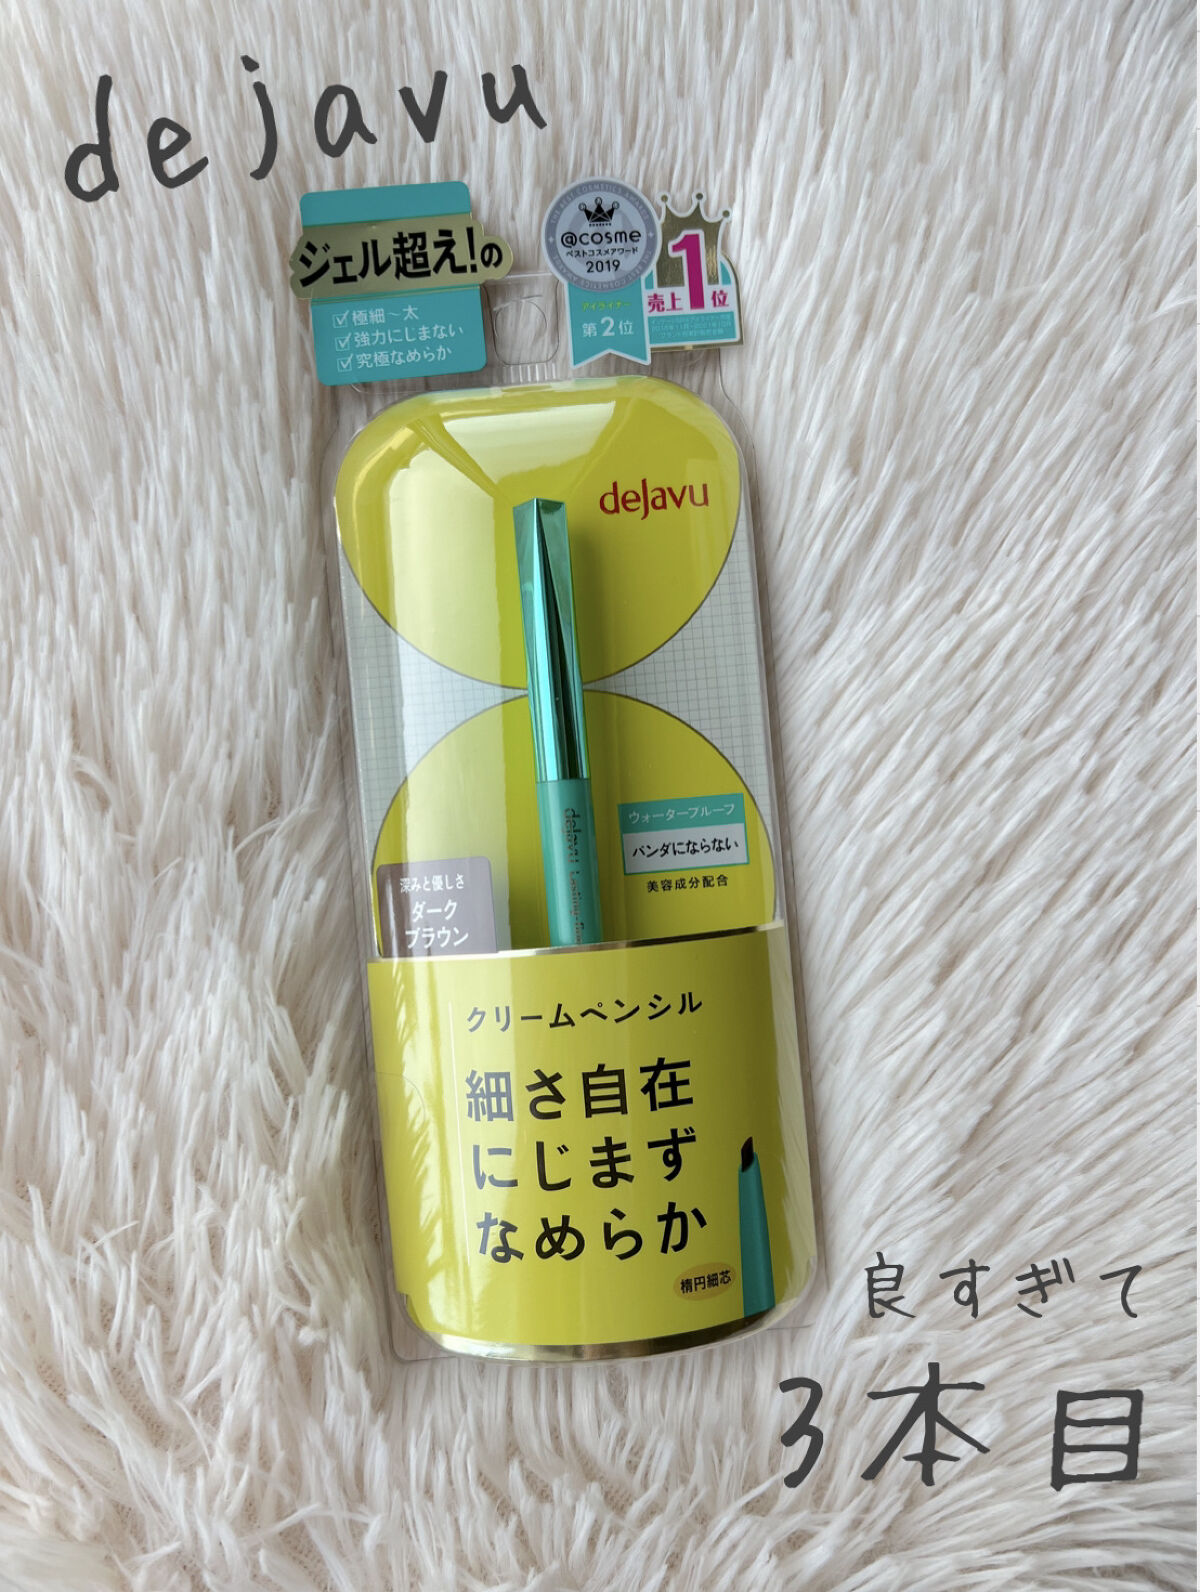 dejavu
ジェル超え!の
極細～太
強力にじまない
究極なめらか
THE BEST COSMETICS AWARDS
@cosme
ベストコスメアワード
2019
アイライナー
第2位
1
売上 位
dejavu
ウォータープルーフ
パンダにならない
美容成分配合
dejavu
深みと優しさ
ダーク
ブラウン
クリームペンシル
細さ自在
にじまず
なめらか
楕円細芯
良すぎて
3本目